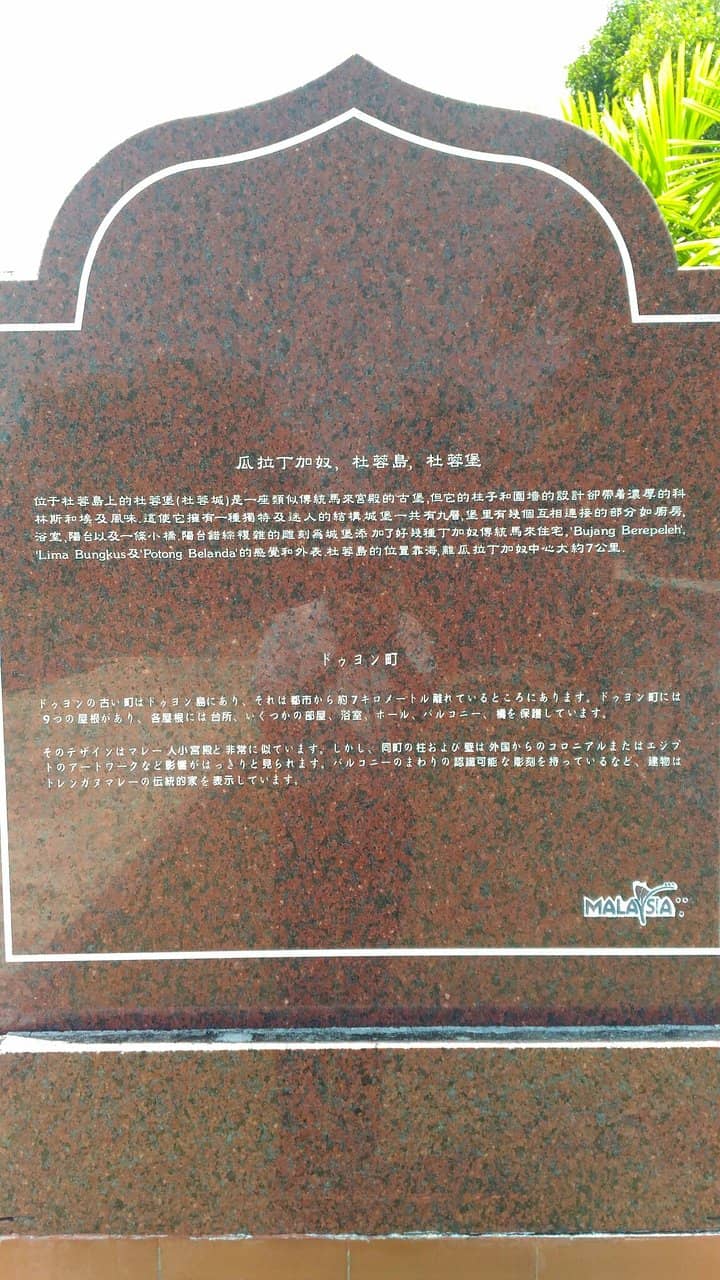 瓜拉丁加奴, 杜蓉島, 杜蓉堡
位于杜蓉島上的杜蓉堡(杜蓉城)是一座類似傳統馬來宮殿的古堡,但它的柱子和圍墻的設計卻帶着濃厚的科
林斯和埃及風味.這使它擁有一種獨特及迷人的結構城堡一共有九層,堡里有幾個互相連接的部分如廚房,
浴室,陽台以及一條小橋.陽台錯綜複雜的雕刻為城堡添加了好幾種丁加奴傳統馬來住宅,'Bujang Berepeleh',
'Lima Bungkus及'Potong Belanda'的感覺和外表.杜蓉島的位置靠海,離瓜拉丁加奴中心大約7公里.
ドゥヨン町
ドゥヨンの古い町はドゥヨン島にあり、それは都市から約7キロメートル離れているところにあります。ドゥヨン町には
9つの屋根があり、各屋根には台所、いくつかの部屋、浴室、ホール、バルコニー、橋を保護しています。
そのデザインはマレー人小宮殿と非常に似ています。しかし、同町の柱および壁は外国からのコロニアルまたはエジプ
トのアートワークなど影響がはっきりと見られます。バルコニーのまわりの認識可能な彫刻を持っているなど、建物は
トレンガヌマレーの伝統的家を表示しています。
MALAYSIA